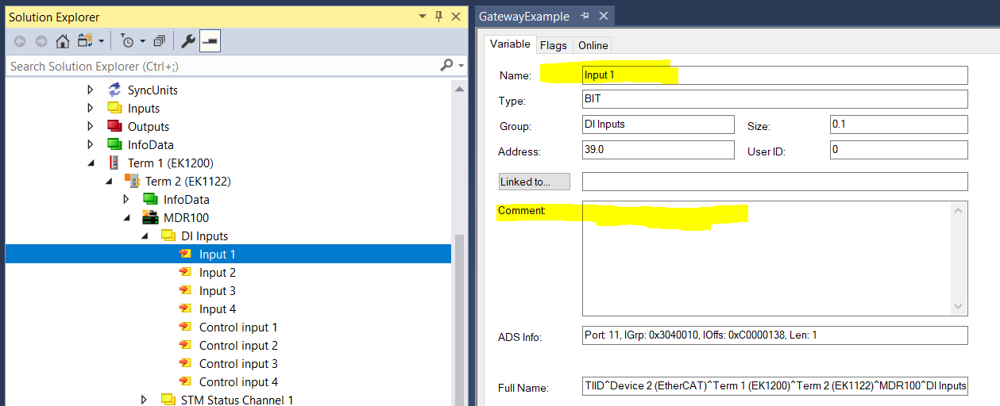 Solution Explorer
Search Solution Explorer (Ctrl+;)
SyncUnits
Inputs
Outputs
InfoData
Term 1 (EK1200)
Term 2 (EK1122)
InfoData
MDR100
DI Inputs
Input 1
Input 2
Input 3
Input 4
Control input 1
Control input 2
Control input 3
Control input 4
STM Status Channel 1
GatewayExample
Variable Flags Online
Name: Input 1
Type: BIT
Group: DI Inputs Size: 0.1
Address: 39.0 User ID: 0
Linked to...
Comment:
ADS Info: Port: 11, IGrp: 0x3040010, IOffs: 0xC0000138, Len: 1
Full Name: TIID^Device 2 (EtherCAT)^Term 1 (EK1200)^Term 2 (EK1122)^MDR100^DI Inputs